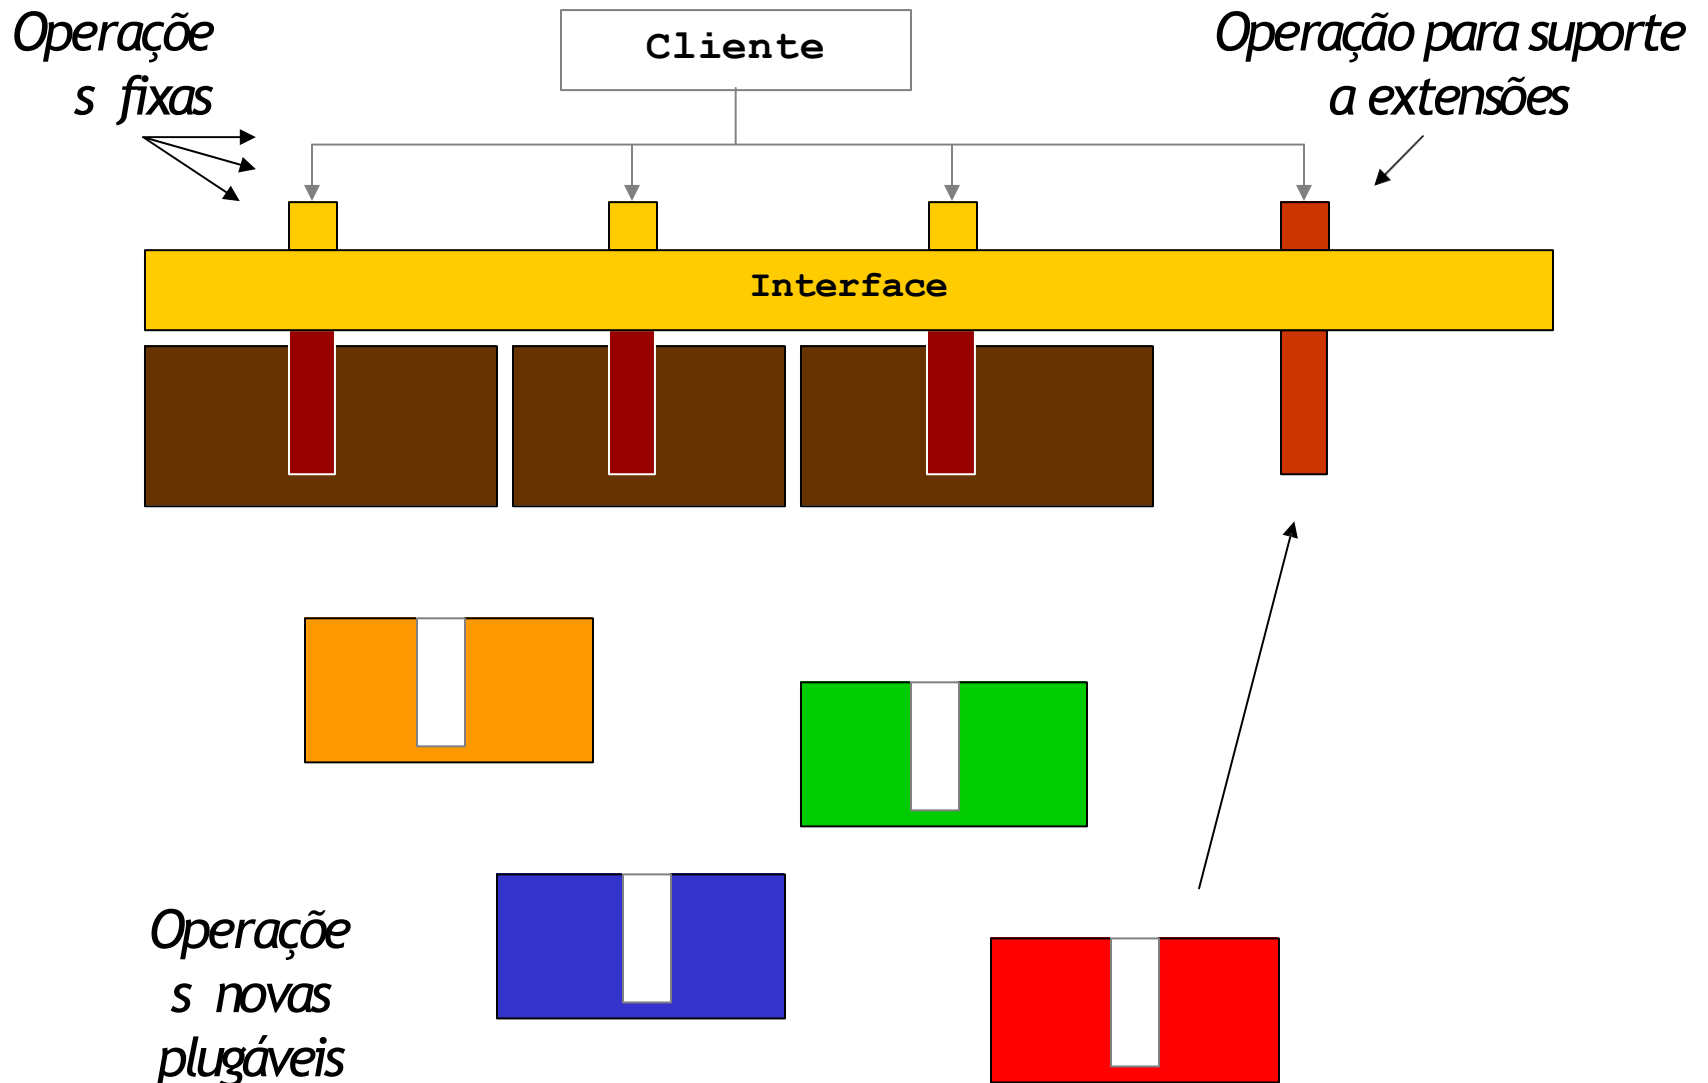 Operaçõe
s fixas
Cliente
Operação para suporte
a extensões
Interface
Operaçõe
s novas
plugáveis